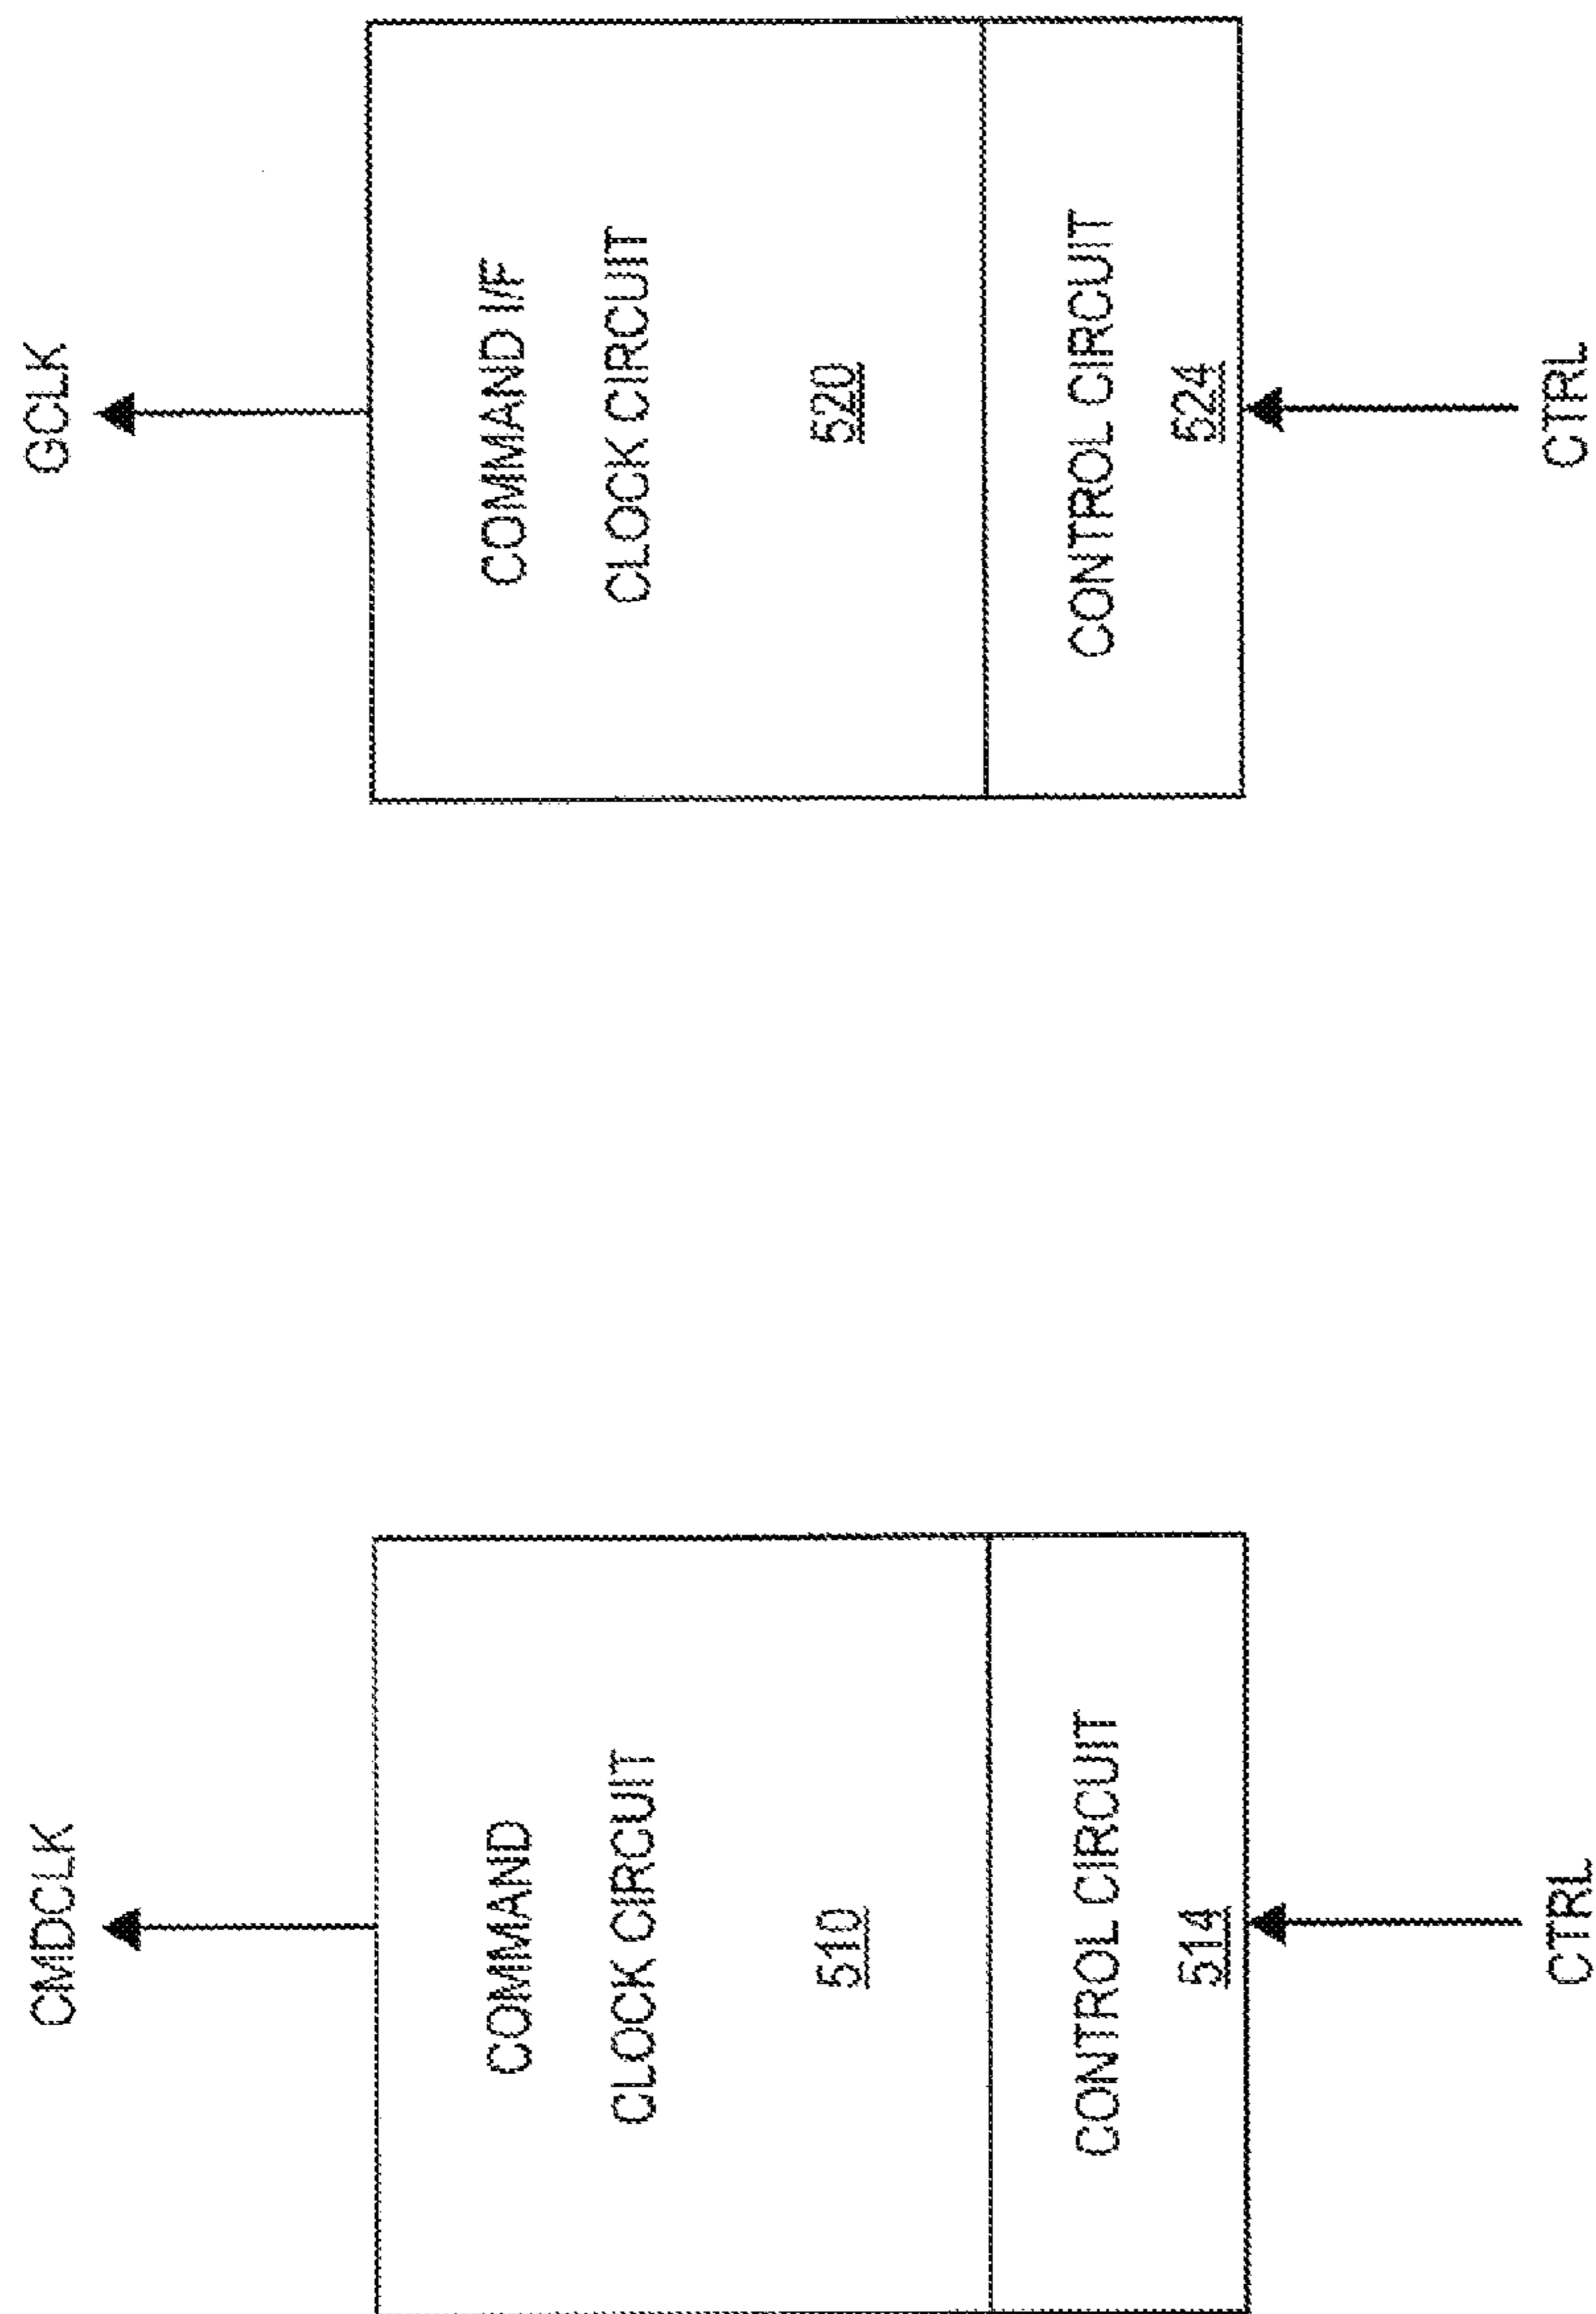 CMDCLK
COMMAND
CLOCK CIRCUIT
510
CONTROL CIRCUIT
514
CTRL
GCLK
COMMAND I/F
CLOCK CIRCUIT
520
CONTROL CIRCUIT
524
CTRL